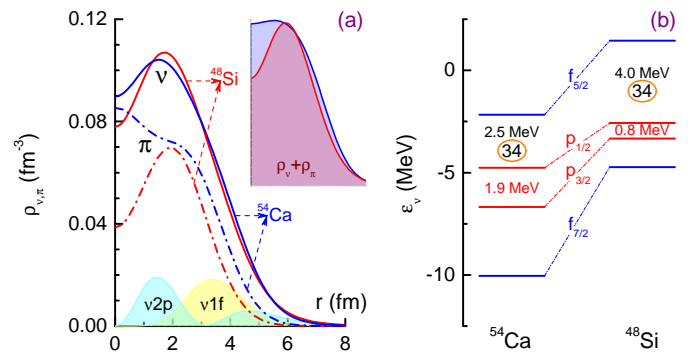 (a)
0.12
0.08
0.04
0.00
ρν,π (fm-3)
ν
π
48Si
54Ca
ρν+ρπ
ν2p
ν1f
r (fm)
0
2
4
6
8
(b)
0
-5
-10
εν (MeV)
f5/2
p1/2
p3/2
f7/2
2.5 MeV
34
1.9 MeV
4.0 MeV
34
0.8 MeV
54Ca
48Si